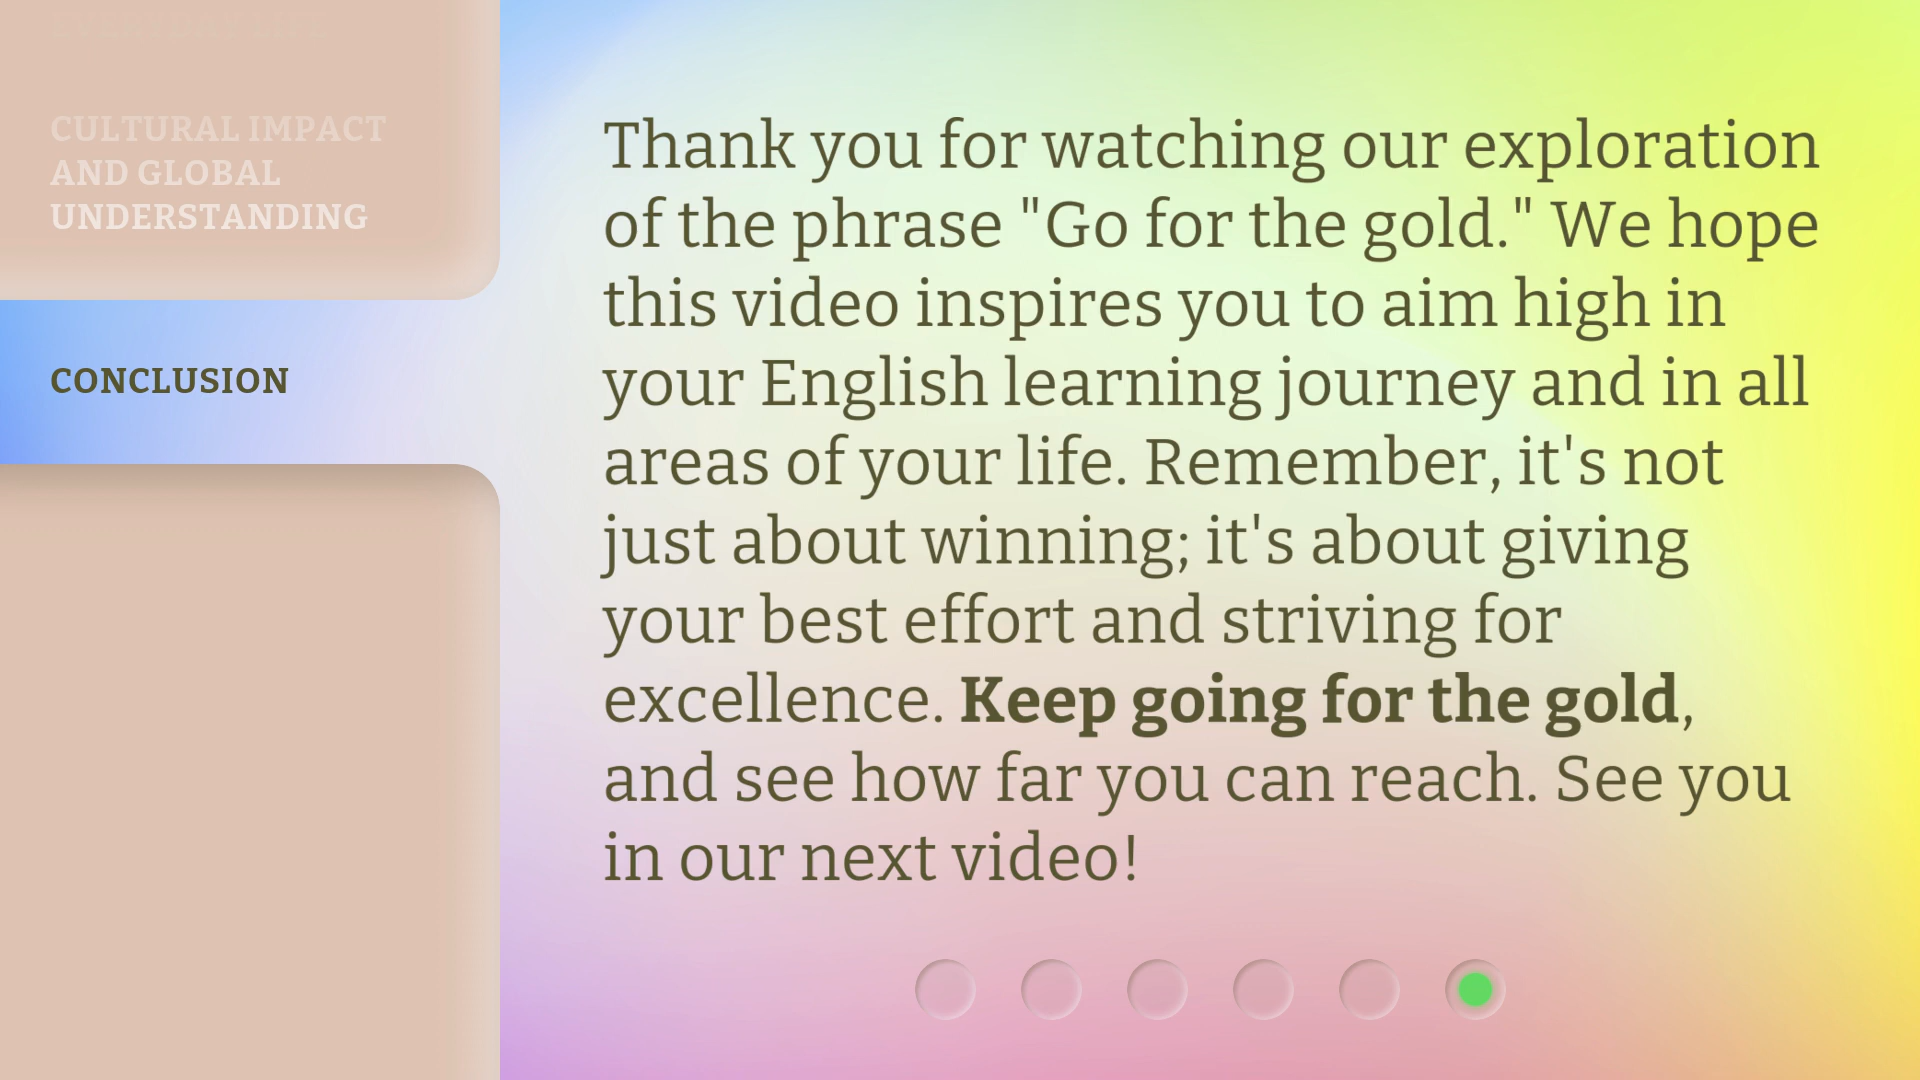 CULTURAL IMPACT
AND GLOBAL
UNDERSTANDING
CONCLUSION
Thank you for watching our exploration
of the phrase "Go for the gold." We hope
this video inspires you to aim high in
your English learning journey and in all
areas of your life. Remember, it's not
just about winning; it's about giving
your best effort and striving for
excellence. Keep going for the gold,
and see how far you can reach. See you
in our next video!